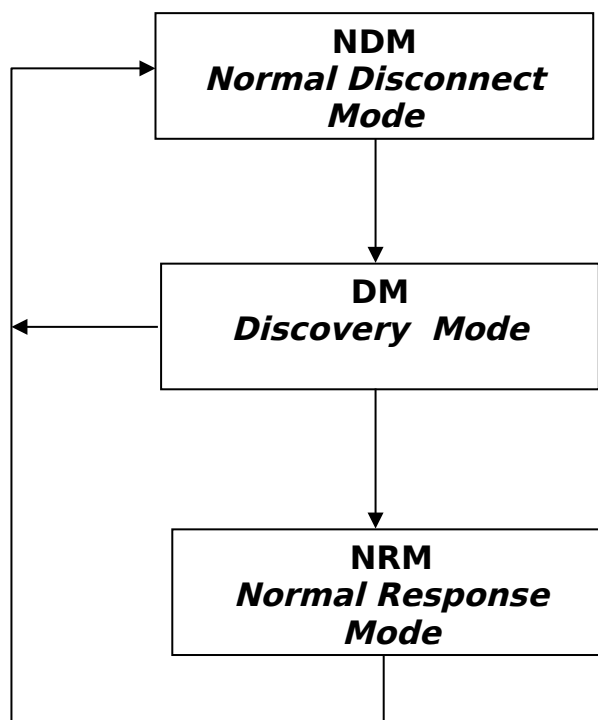 NDM
Normal Disconnect
Mode
DM
Discovery Mode
NRM
Normal Response
Mode